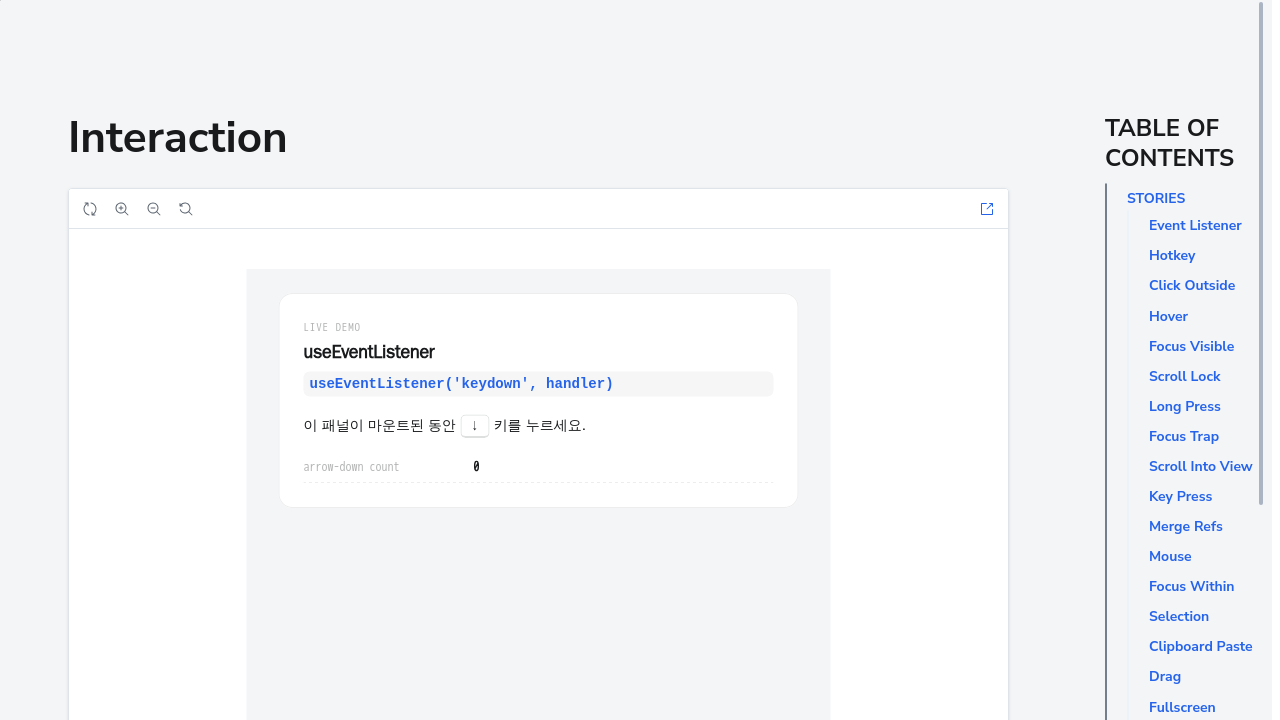 Interaction
LIVE DEMO
useEventListener
useEventListener('keydown', handler)
이 패널이 마운트된 동안 ↓ 키를 누르세요.
arrow-down count 0
TABLE OF
CONTENTS
STORIES
Event Listener
Hotkey
Click Outside
Hover
Focus Visible
Scroll Lock
Long Press
Focus Trap
Scroll Into View
Key Press
Merge Refs
Mouse
Focus Within
Selection
Clipboard Paste
Drag
Fullscreen